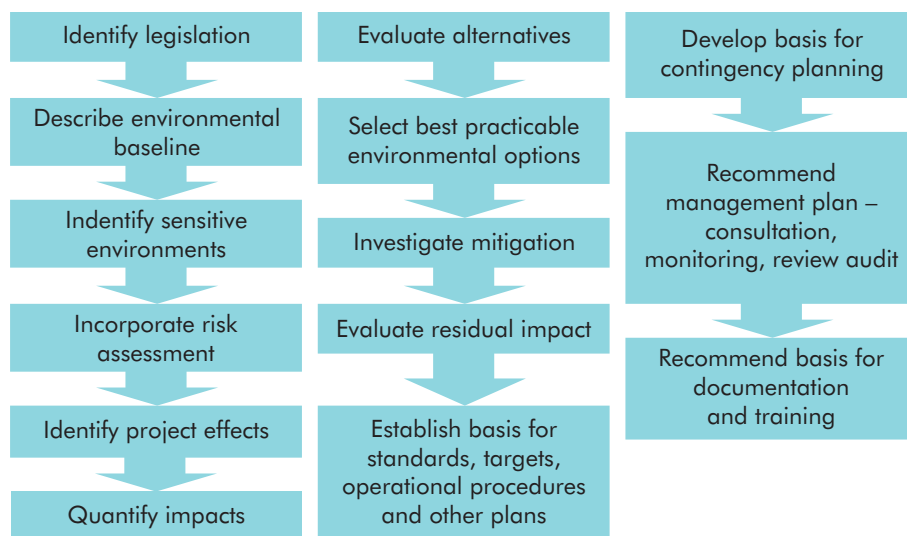 Identify legislation
Describe environmental
baseline
Indentify sensitive
environments
Incorporate risk
assessment
Identify project effects
Quantify impacts
Evaluate alternatives
Select best practicable
environmental options
Investigate mitigation
Evaluate residual impact
Establish basis for
standards, targets,
operational procedures
and other plans
Develop basis for
contingency planning
Recommend
management plan –
consultation,
monitoring, review audit
Recommend basis for
documentation
and training